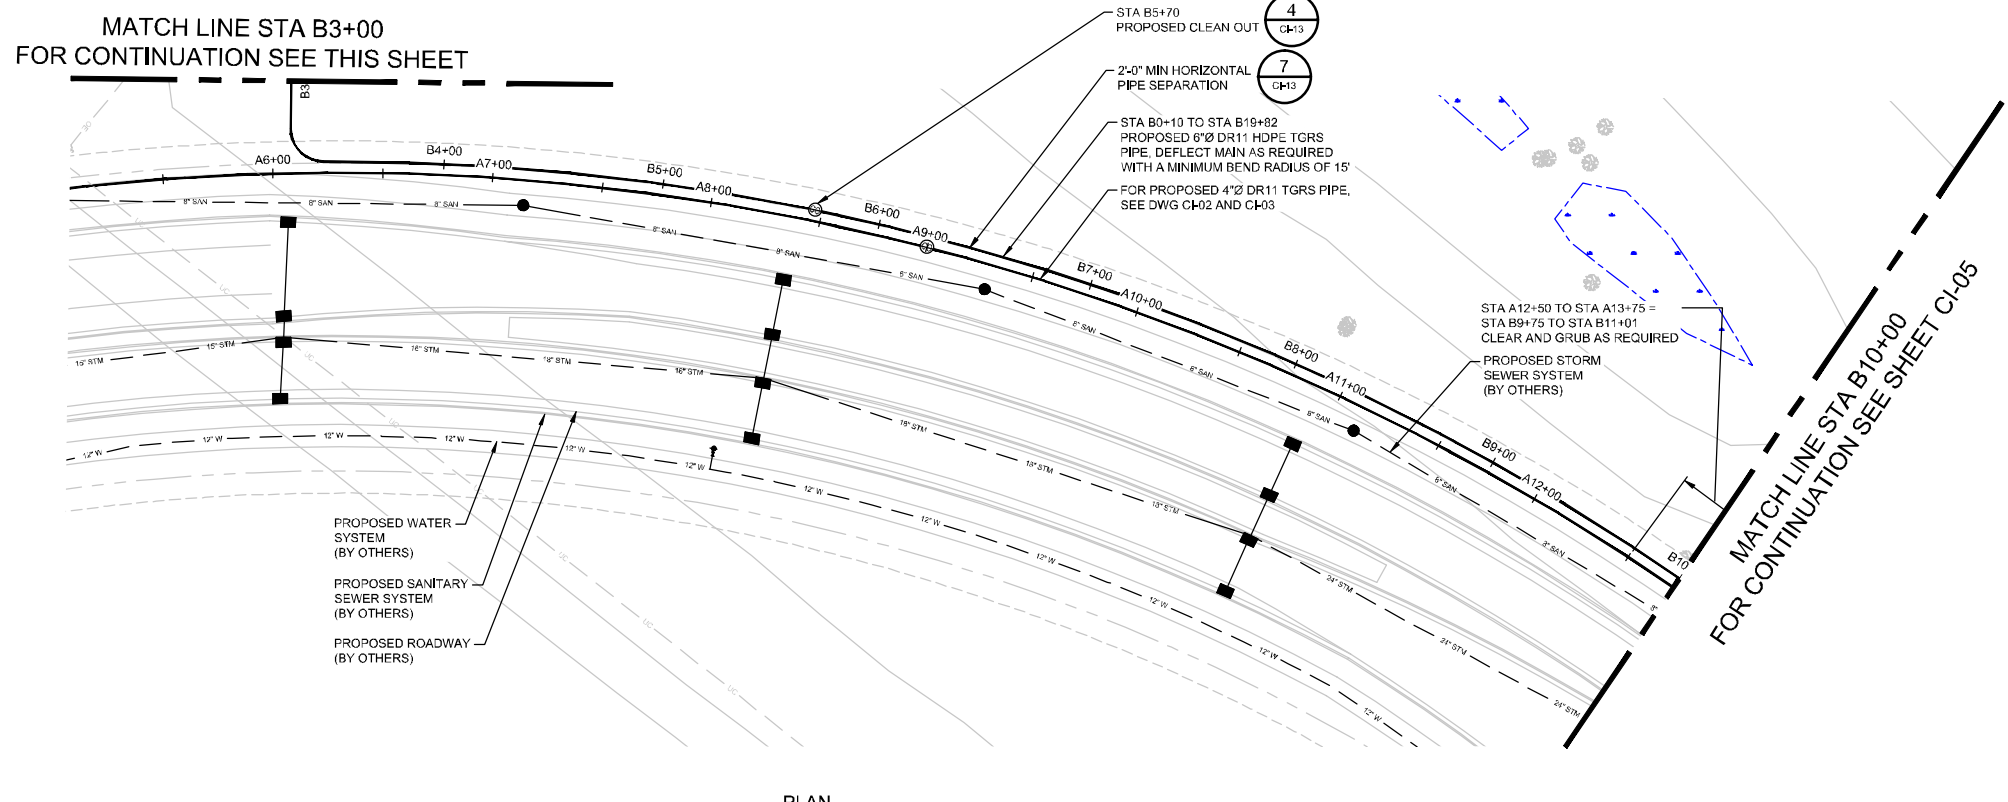 MATCH LINE STA B3+00
FOR CONTINUATION SEE THIS SHEET
STA B5+70
PROPOSED CLEAN OUT
4
CI-13
2'-0" MIN HORIZONTAL
PIPE SEPARATION
7
CI-13
STA B0+10 TO STA B19+82
PROPOSED 6"Ø DR11 HDPE TGRS
PIPE, DEFLECT MAIN AS REQUIRED
WITH A MINIMUM BEND RADIUS OF 15'
FOR PROPOSED 4"Ø DR11 TGRS PIPE,
SEE DWG CI-02 AND CI-03
B3
A6+00
B4+00
A7+00
B5+00
A8+00
B6+00
A9+00
B7+00
A10+00
B8+00
A11+00
B9+00
A12+00
B10
8" SAN
8" SAN
8" SAN
8" SAN
8" SAN
8" SAN
8" SAN
8" SAN
8" SAN
8" SAN
8" SAN
8"
15" STM
15" STM
18" STM
18" STM
18" STM
18" STM
18" STM
18" STM
24" STM
24" STM
24" STM
12" W
12" W
12" W
12" W
12" W
12" W
12" W
12" W
12" W
12" W
12" W
12" W
UC
UC
UC
UC
UC
UC
STA A12+50 TO STA A13+75 =
STA B9+75 TO STA B11+01
CLEAR AND GRUB AS REQUIRED
PROPOSED STORM
SEWER SYSTEM
(BY OTHERS)
PROPOSED WATER
SYSTEM
(BY OTHERS)
PROPOSED SANITARY
SEWER SYSTEM
(BY OTHERS)
PROPOSED ROADWAY
(BY OTHERS)
MATCH LINE STA B10+00
FOR CONTINUATION SEE SHEET CI-05
PLAN